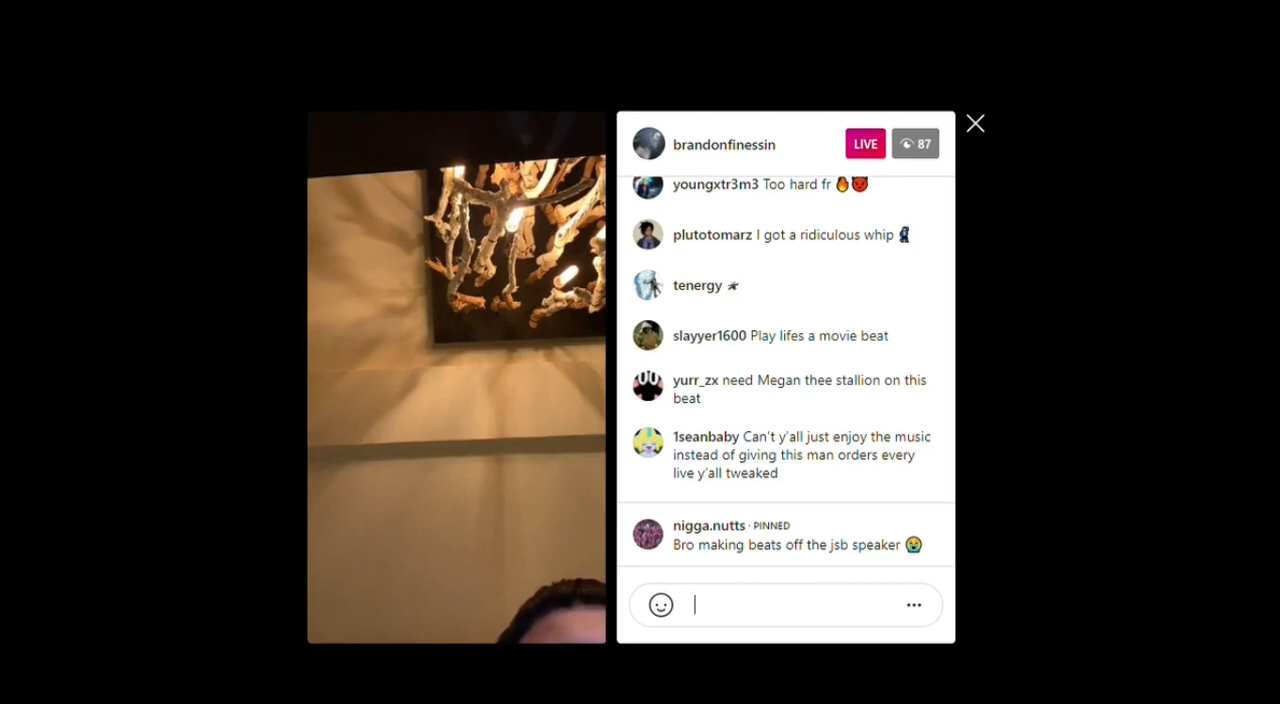 brandonfinessin
LIVE
87
youngxtr3m3 Too hard fr 🔥👹
plutotomarz I got a ridiculous whip
tenergy
slayyer1600 Play lifes a movie beat
yurr_zx need Megan thee stallion on this
beat
1seanbaby Can't y'all just enjoy the music
instead of giving this man orders every
live y'all tweaked
nigga.nutts · PINNED
Bro making beats off the jsb speaker 😭